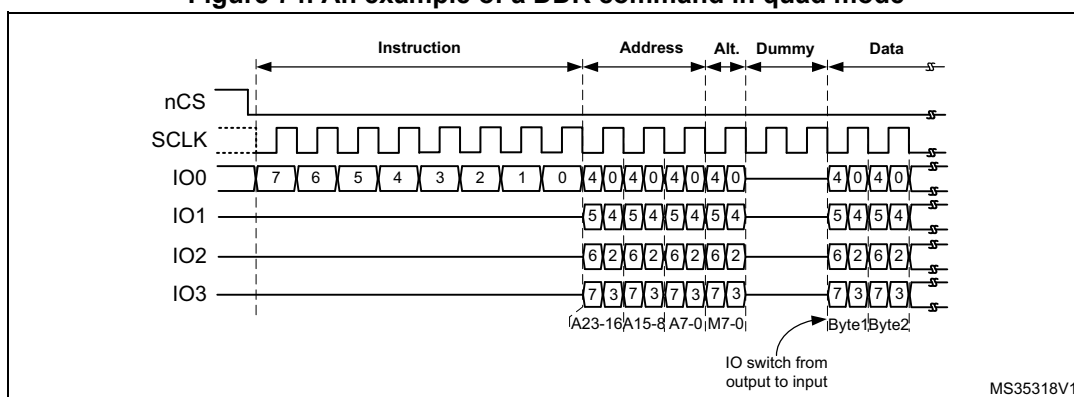 Figure 74. An example of a DDR command in quad mode
Instruction Address Alt. Dummy Data
nCS
SCLK
IO0 7 6 5 4 3 2 1 0 4 0 4 0 4 0 4 0 4 0 4 0
IO1 5 4 5 4 5 4 5 4 5 4 5 4
IO2 6 2 6 2 6 2 6 2 6 2 6 2
IO3 7 3 7 3 7 3 7 3 7 3 7 3
A23-16 A15-8 A7-0 M7-0 Byte1 Byte2
IO switch from
output to input
MS35318V1